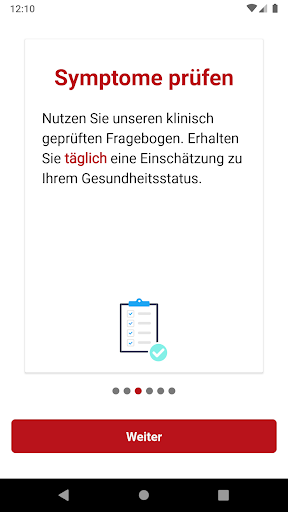 12:10
Symptome prüfen
Nutzen Sie unseren klinisch
geprüften Fragebogen. Erhalten
Sie täglich eine Einschätzung zu
Ihrem Gesundheitsstatus.
Weiter